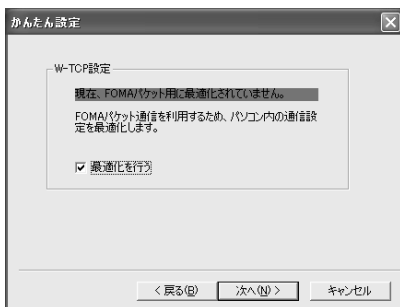 かんたん設定
W-TCP設定
現在、FOMAパケット用に最適化されていません。
FOMAパケット通信を利用するため、パソコン内の通信設
定を最適化します。
最適化を行う
< 戻る(B)
次へ(N) >
キャンセル